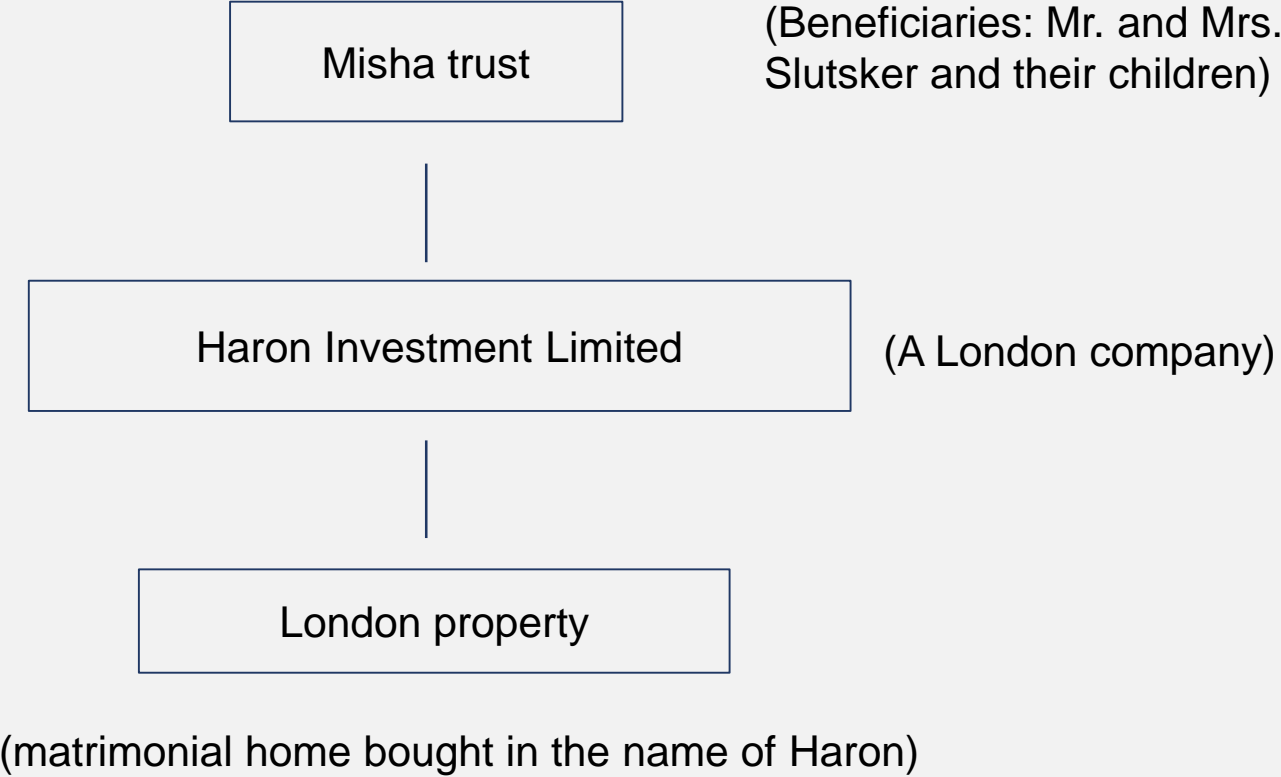 (Beneficiaries: Mr. and Mrs.
Misha trust
Slutsker and their children)
Haron Investment Limited
(A London company)
London property
(matrimonial home bought in the name of Haron)